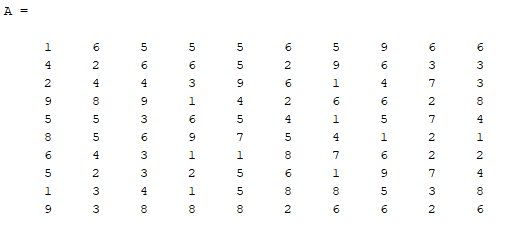 A =
1 6 5 5 5 6 5 9 6 6
4 2 6 6 5 2 9 6 3 3
2 4 4 3 9 6 1 4 7 3
9 8 9 1 4 2 6 6 2 8
5 5 3 6 5 4 1 5 7 4
8 5 6 9 7 5 4 1 2 1
6 4 3 1 1 8 7 6 2 2
5 2 3 2 5 6 1 9 7 4
1 3 4 1 5 8 8 5 3 8
9 3 8 8 8 2 6 6 2 6